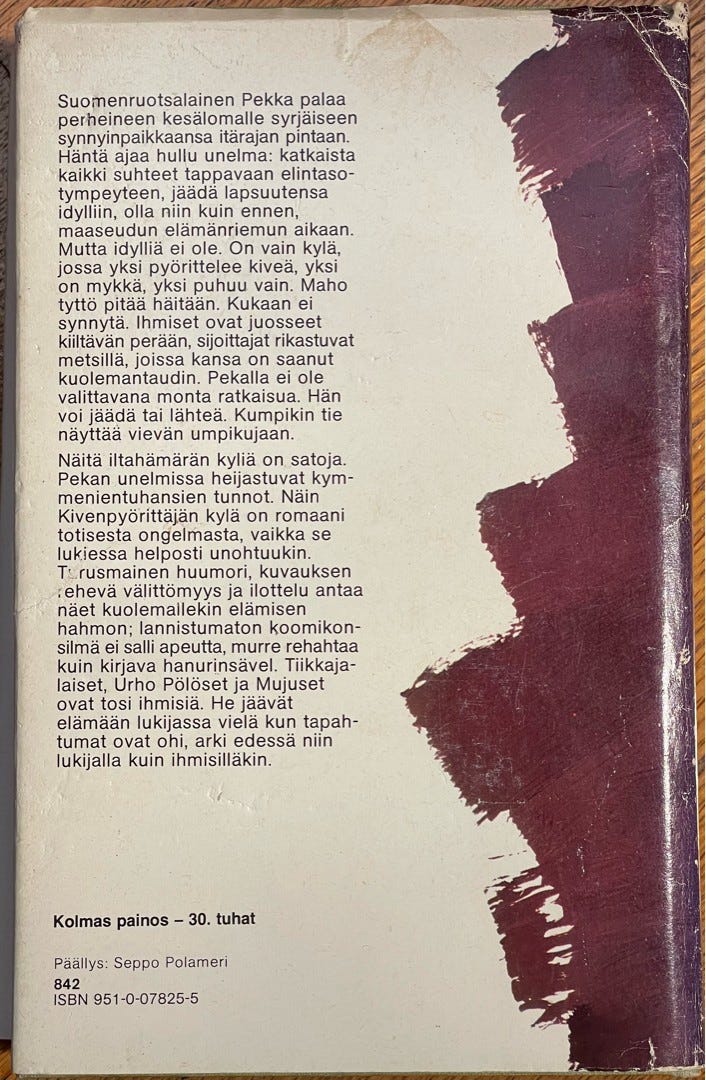 Suomenruotsalainen Pekka palaa
perheineen kesälomalle syrjäiseen
synnyinpaikkaansa itärajan pintaan.
Häntä ajaa hullu unelma: katkaista
kaikki suhteet tappavaan elintaso-
tympeyteen, jäädä lapsuutensa
idylliin, olla niin kuin ennen,
maaseudun elämänriemun aikaan.
Mutta idylliä ei ole. On vain kylä,
jossa yksi pyörittelee kiveä, yksi
on mykkä, yksi puhuu vain. Maho
tyttö pitää häitään. Kukaan ei
synnytä. Ihmiset ovat juosseet
kiiltävän perään, sijoittajat rikastuvat
metsillä, joissa kansa on saanut
kuolemantaudin. Pekalla ei ole
valittavana monta ratkaisua. Hän
voi jäädä tai lähteä. Kumpikin tie
näyttää vievän umpikujaan.
Näitä iltahämärän kyliä on satoja.
Pekan unelmissa heijastuvat kym-
menientuhansien tunnot. Näin
Kivenpyörittäjän kylä on romaani
totisesta ongelmasta, vaikka se
lukiessa helposti unohtuukin.
Turusmainen huumori, kuvauksen
rehevä välittömyys ja ilottelu antaa
näet kuolemallekin elämisen
hahmon; lannistumaton koomikon-
silmä ei salli apeutta, murre rehahtaa
kuin kirjava hanurinsävel. Tiikkaja-
laiset, Urho Pölöset ja Mujuset
ovat tosi ihmisiä. He jäävät
elämään lukijassa vielä kun tapah-
tumat ovat ohi, arki edessä niin
lukijalla kuin ihmisilläkin.
Kolmas painos – 30. tuhat
Päällys: Seppo Polameri
842
ISBN 951-0-07825-5